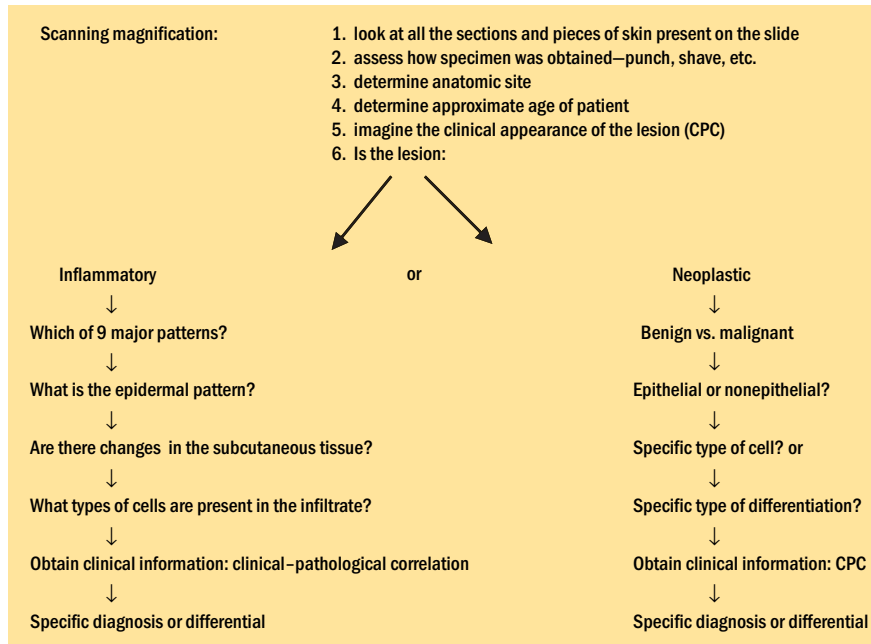 Scanning magnification:
1. look at all the sections and pieces of skin present on the slide
2. assess how specimen was obtained—punch, shave, etc.
3. determine anatomic site
4. determine approximate age of patient
5. imagine the clinical appearance of the lesion (CPC)
6. Is the lesion:
Inflammatory
or
Neoplastic
↓
Which of 9 major patterns?
↓
What is the epidermal pattern?
↓
Are there changes in the subcutaneous tissue?
↓
What types of cells are present in the infiltrate?
↓
Obtain clinical information: clinical–pathological correlation
↓
Specific diagnosis or differential
↓
Benign vs. malignant
↓
Epithelial or nonepithelial?
↓
Specific type of cell? or
↓
Specific type of differentiation?
↓
Obtain clinical information: CPC
↓
Specific diagnosis or differential